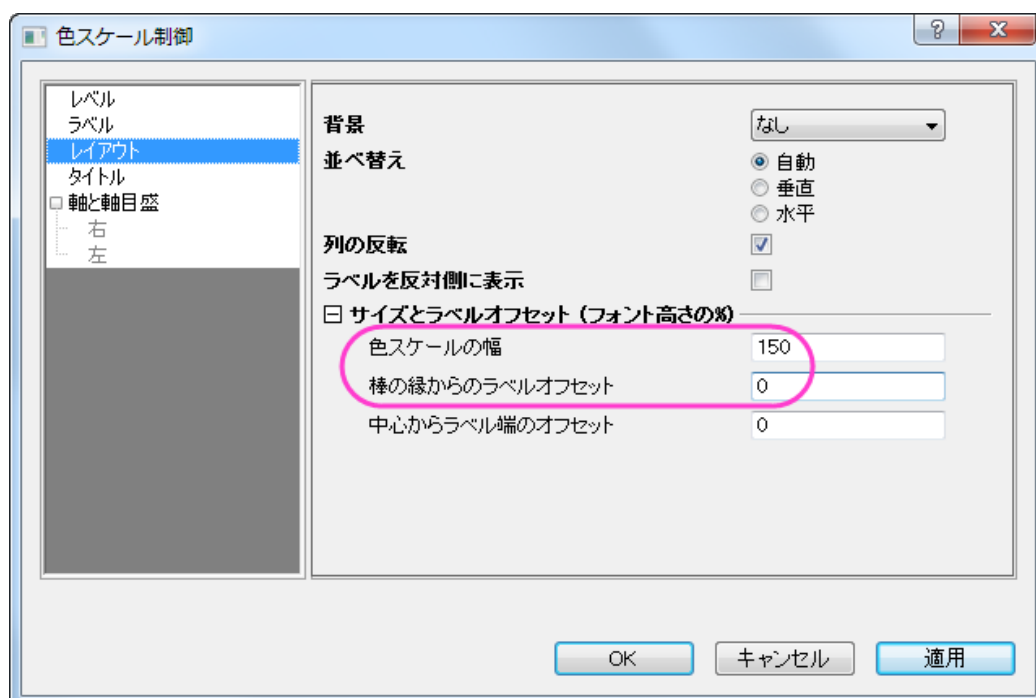 色スケール制御
レベル
ラベル
レイアウト
タイトル
軸と軸目盛
右
左
背景 なし
並べ替え 自動
垂直
水平
列の反転
ラベルを反対側に表示
サイズとラベルオフセット (フォント高さの%)
色スケールの幅 150
棒の縁からのラベルオフセット 0
中心からラベル端のオフセット 0
OK キャンセル 適用